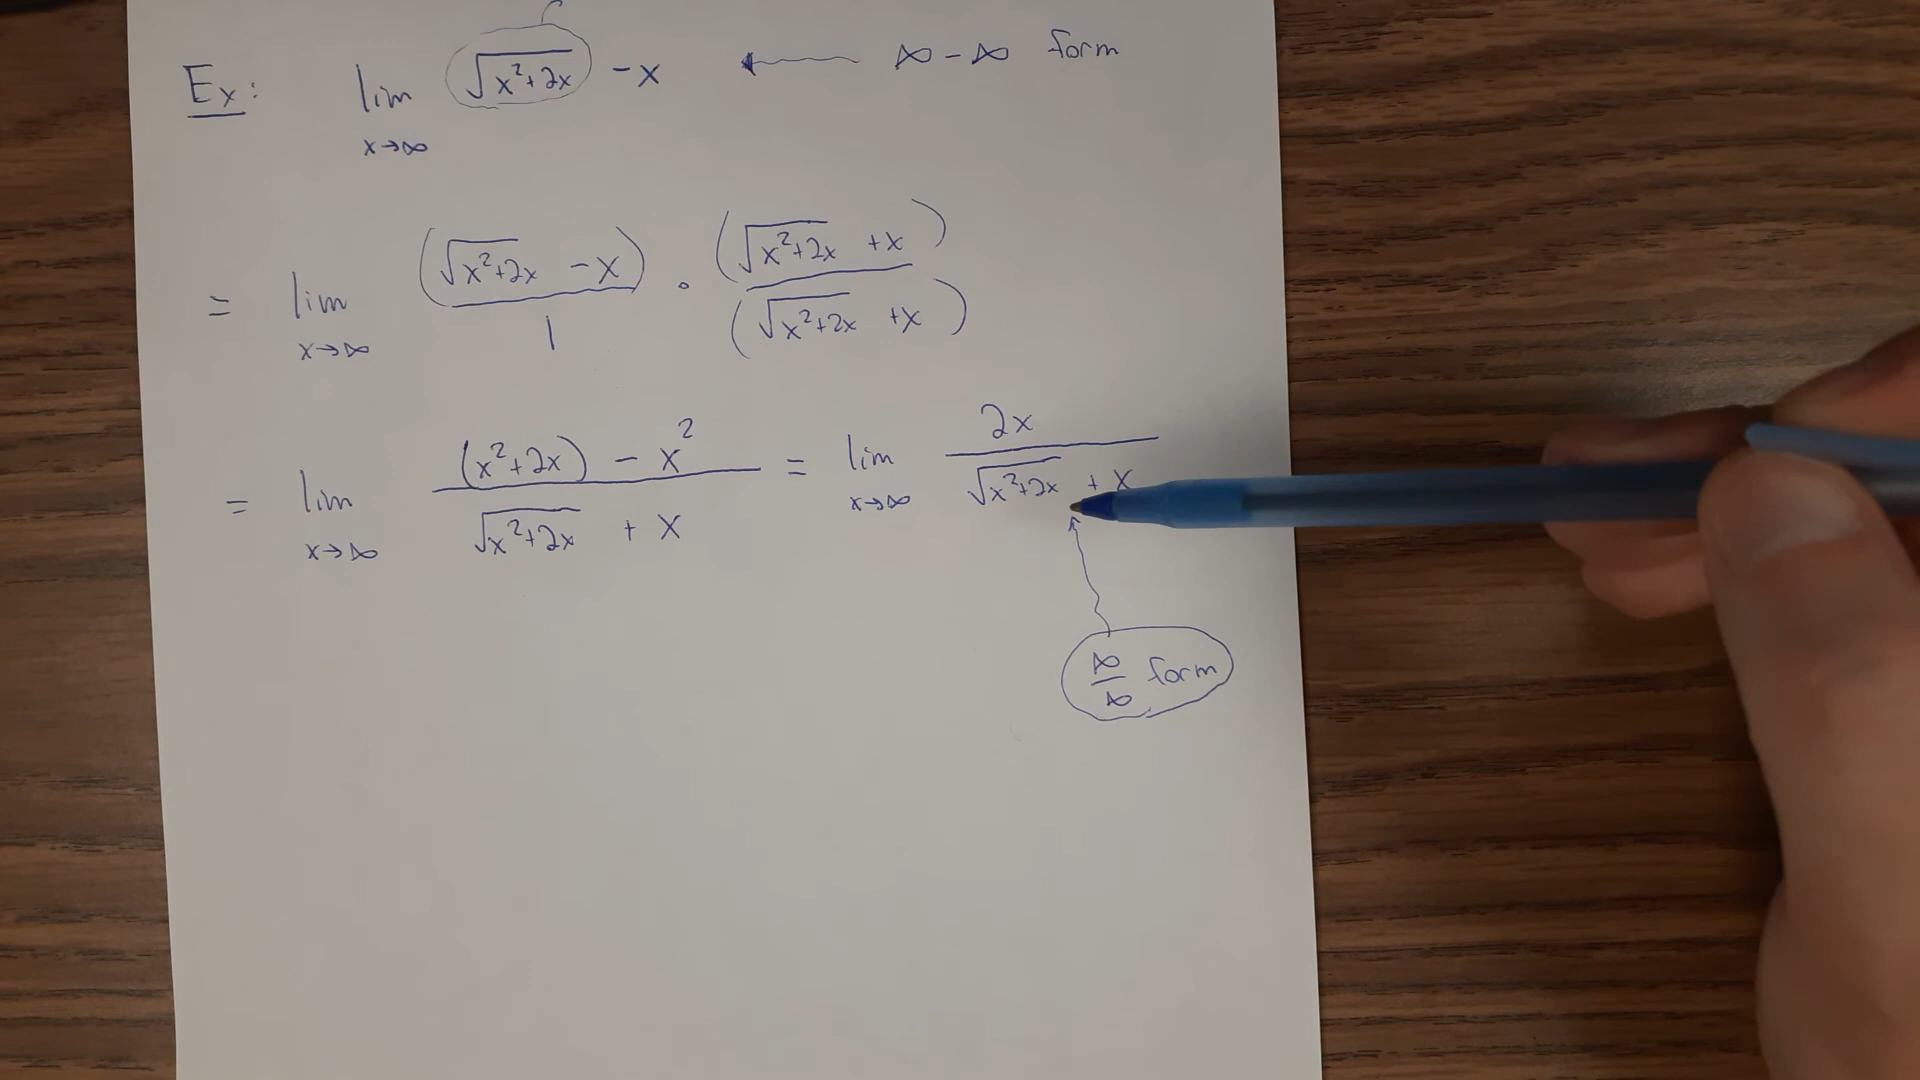 Ex: lim x→∞ √(x²+2x) - x ← ∞ - ∞ form
= lim x→∞ (√(x²+2x) - x)/1 · (√(x²+2x) + x)/(√(x²+2x) + x)
= lim x→∞ ((x²+2x) - x²)/(√(x²+2x) + x) = lim x→∞ 2x/(√(x²+2x) + x)
∞/∞ form